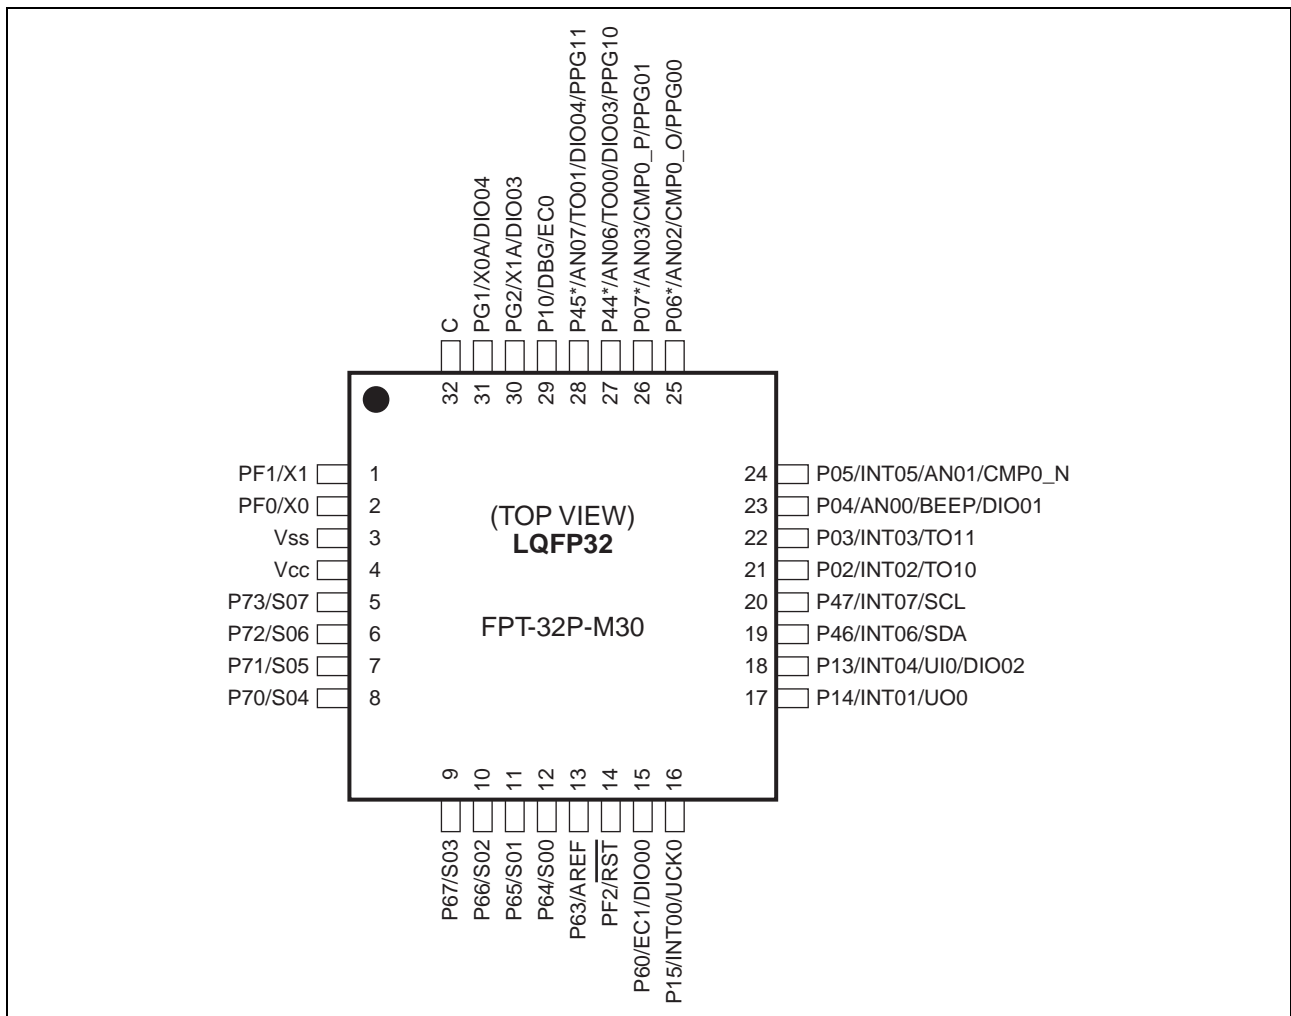 C
PG1/X0A/DIO04
PG2/X1A/DIO03
P10/DBG/EC0
P45*/AN07/TO01/DIO04/PPG11
P44*/AN06/TO00/DIO03/PPG10
P07*/AN03/CMP0_P/PPG01
P06*/AN02/CMP0_O/PPG00
32
31
30
29
28
27
26
25
PF1/X1 1
PF0/X0 2
Vss 3
Vcc 4
P73/S07 5
P72/S06 6
P71/S05 7
P70/S04 8
(TOP VIEW)
LQFP32
FPT-32P-M30
24 P05/INT05/AN01/CMP0_N
23 P04/AN00/BEEP/DIO01
22 P03/INT03/TO11
21 P02/INT02/TO10
20 P47/INT07/SCL
19 P46/INT06/SDA
18 P13/INT04/UI0/DIO02
17 P14/INT01/UO0
9
10
11
12
13
14
15
16
P67/S03
P66/S02
P65/S01
P64/S00
P63/AREF
PF2/RST
P60/EC1/DIO00
P15/INT00/UCK0